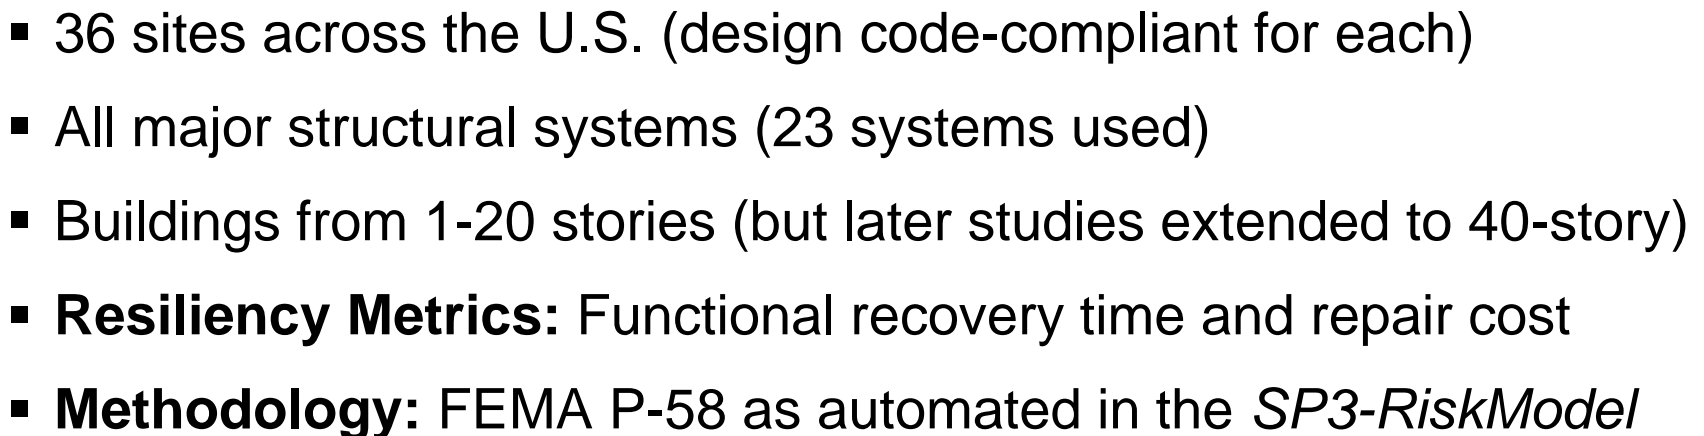 ▪ 36 sites across the U.S. (design code-compliant for each)
▪ All major structural systems (23 systems used)
▪ Buildings from 1-20 stories (but later studies extended to 40-story)
▪ Resiliency Metrics: Functional recovery time and repair cost
▪ Methodology: FEMA P-58 as automated in the SP3-RiskModel